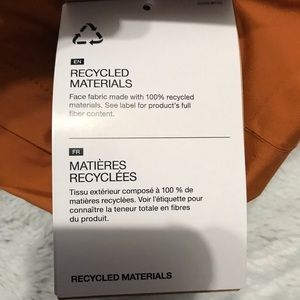 EN
RECYCLED
MATERIALS
Face fabric made with 100% recycled
materials. See label for product's full
fiber content.
FR
MATIÈRES
RECYCLÉES
Tissu extérieur composé à 100 % de
matières recyclées. Voir l'étiquette pour
connaître la teneur totale en fibres
du produit.
RECYCLED MATERIALS